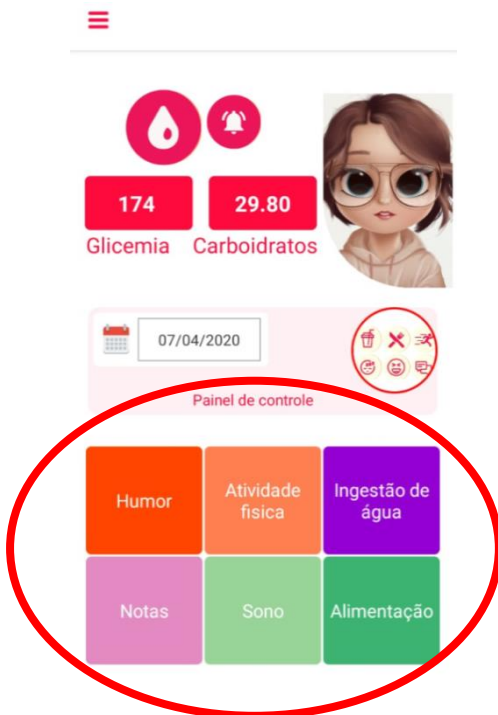 174
29.80
Glicemia
Carboidratos
07/04/2020
Painel de controle
Humor
Atividade
fisica
Ingestão de
água
Notas
Sono
Alimentação